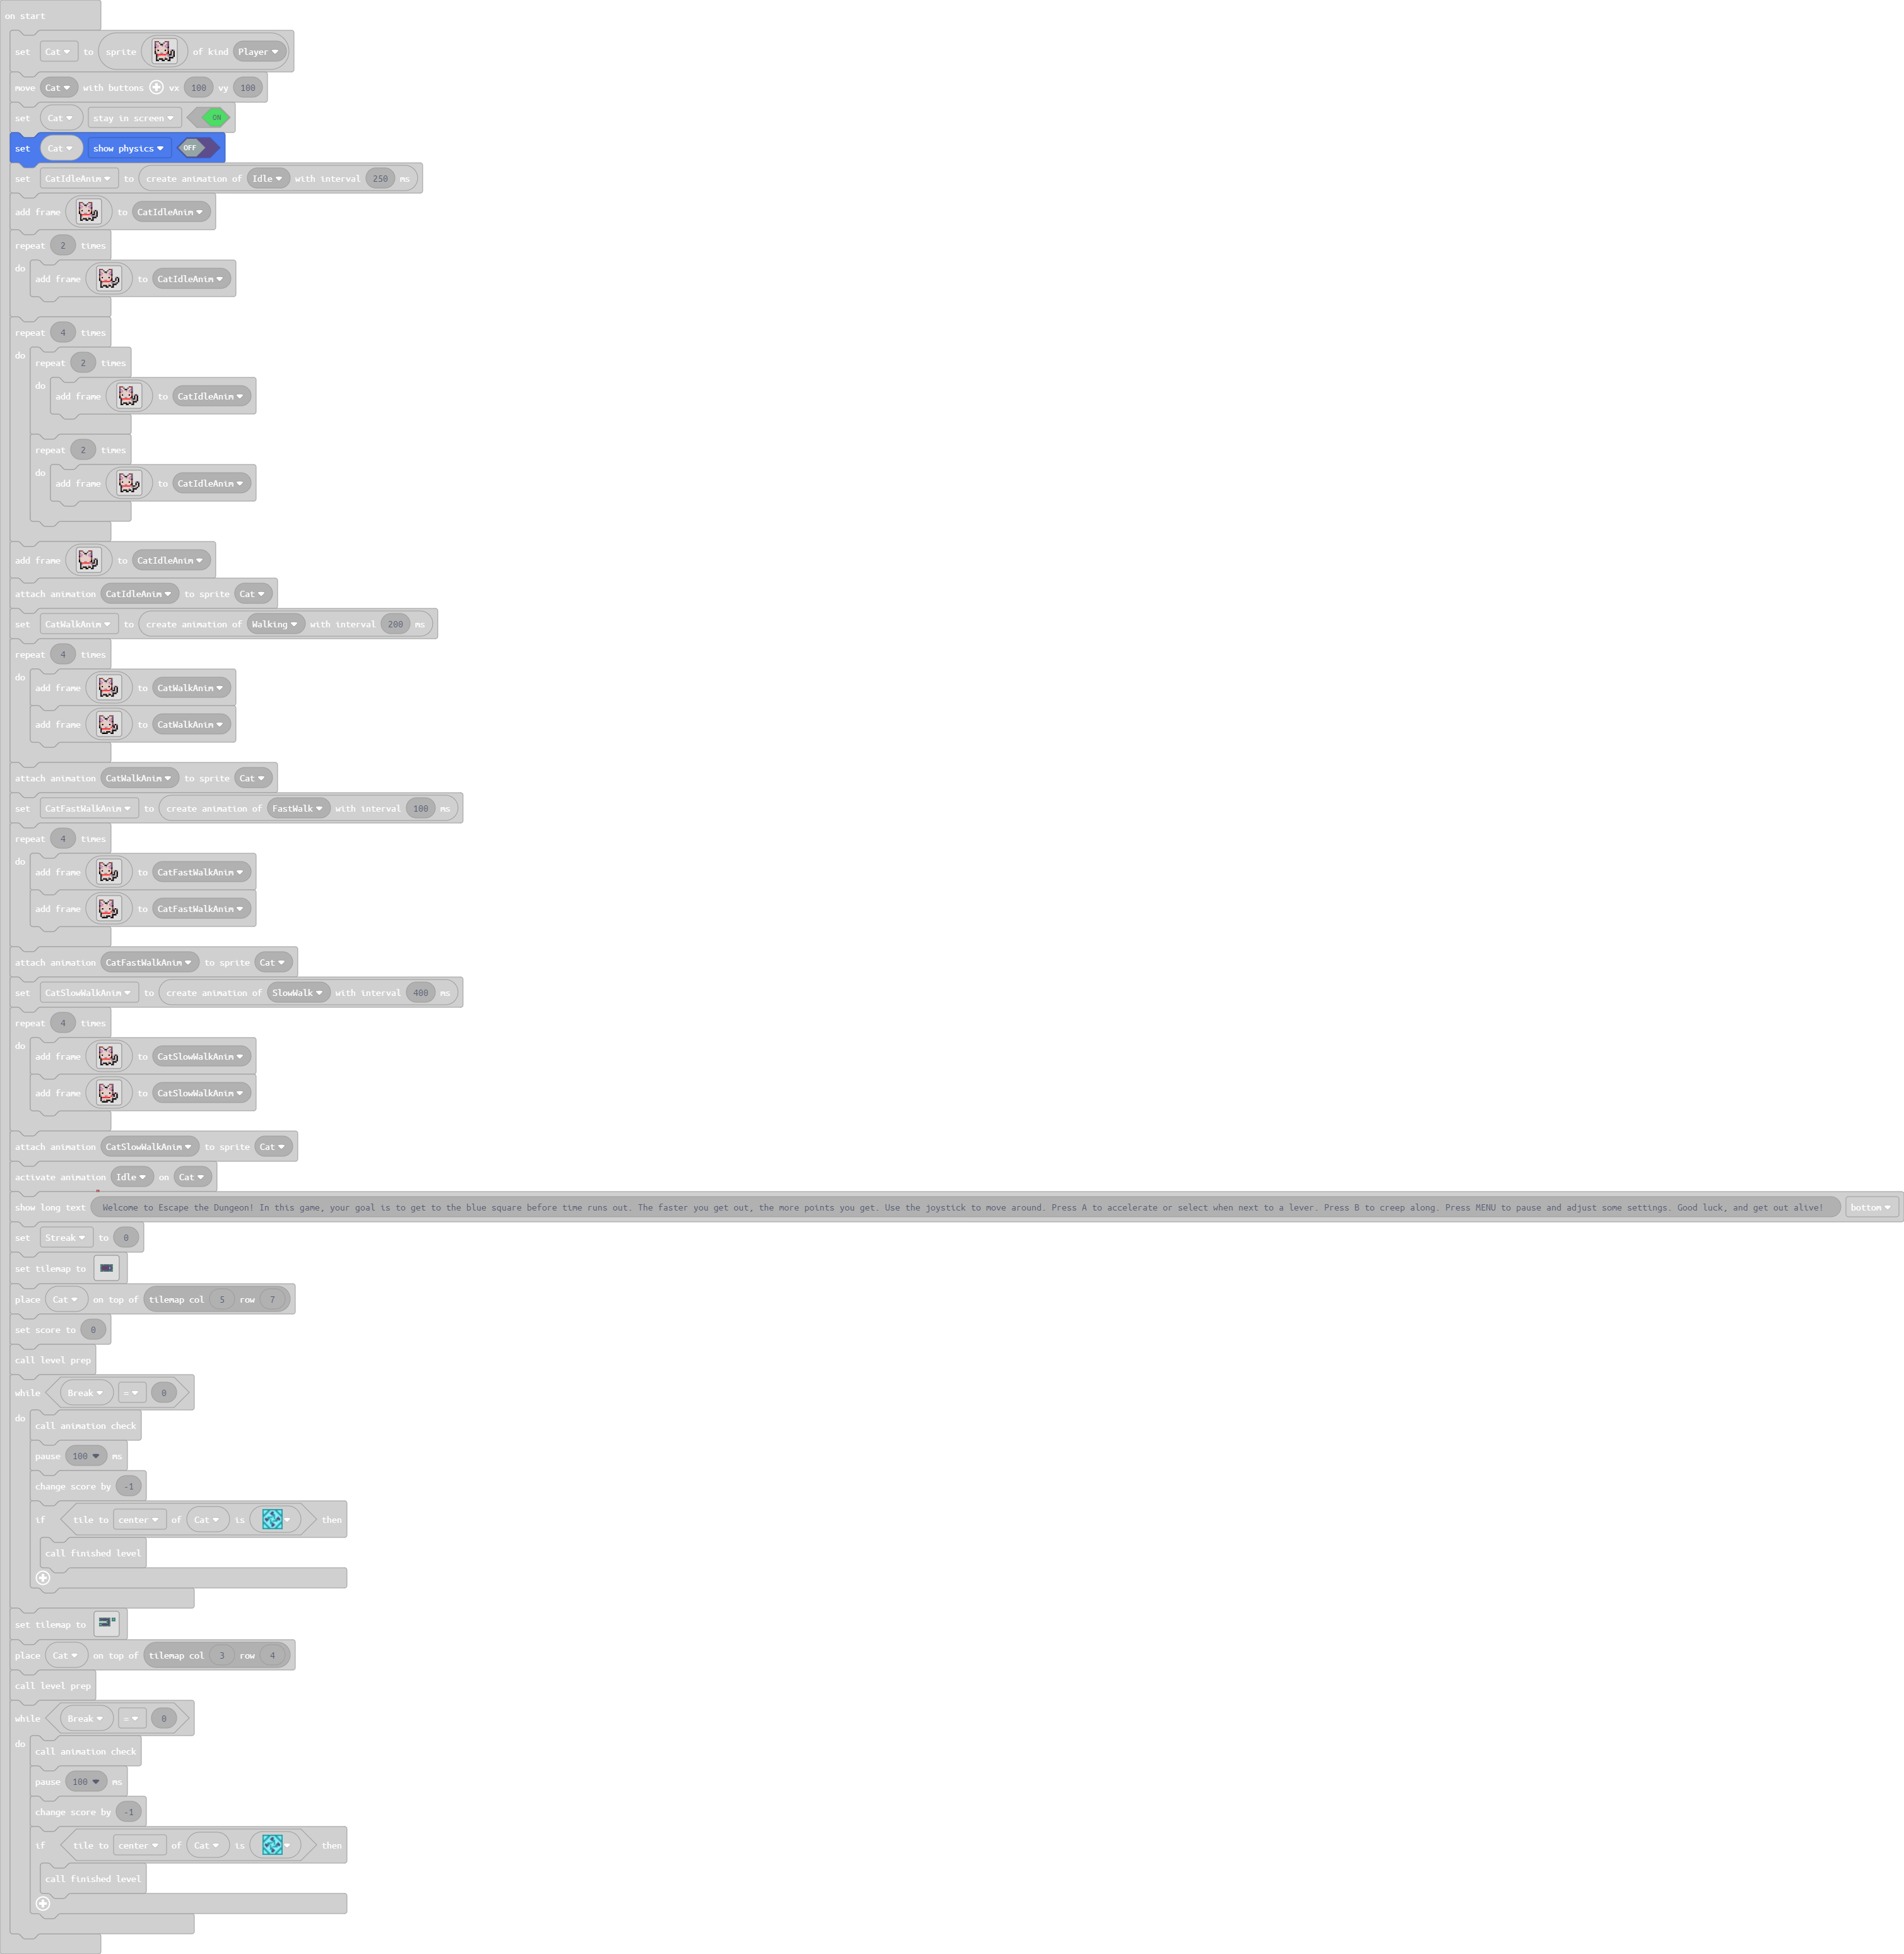 on start
set Cat to sprite of kind Player
move Cat with buttons vx 100 vy 100
set Cat stay in screen ON
set Cat show physics OFF
set CatIdleAnim to create animation of Idle with interval 250 ms
add frame to CatIdleAnim
repeat 2 times
do
add frame to CatIdleAnim
repeat 4 times
do
repeat 2 times
do
add frame to CatIdleAnim
repeat 2 times
do
add frame to CatIdleAnim
add frame to CatIdleAnim
attach animation CatIdleAnim to sprite Cat
set CatWalkAnim to create animation of Walking with interval 200 ms
repeat 4 times
do
add frame to CatWalkAnim
add frame to CatWalkAnim
attach animation CatWalkAnim to sprite Cat
set CatFastWalkAnim to create animation of FastWalk with interval 100 ms
repeat 4 times
do
add frame to CatFastWalkAnim
add frame to CatFastWalkAnim
attach animation CatFastWalkAnim to sprite Cat
set CatSlowWalkAnim to create animation of SlowWalk with interval 400 ms
repeat 4 times
do
add frame to CatSlowWalkAnim
add frame to CatSlowWalkAnim
attach animation CatSlowWalkAnim to sprite Cat
activate animation Idle on Cat
show long text Welcome to Escape the Dungeon! In this game, your goal is to get to the blue square before time runs out. The faster you get out, the more points you get. Use the joystick to move around. Press A to accelerate or select when next to a lever. Press B to creep along. Press MENU to pause and adjust some settings. Good luck, and get out alive! bottom
set Streak to 0
set tilemap to
place Cat on top of tilemap col 5 row 7
set score to 0
call level prep
while Break = 0
do
call animation check
pause 100 ms
change score by -1
if tile to center of Cat is then
call finished level
set tilemap to
place Cat on top of tilemap col 3 row 4
call level prep
while Break = 0
do
call animation check
pause 100 ms
change score by -1
if tile to center of Cat is then
call finished level